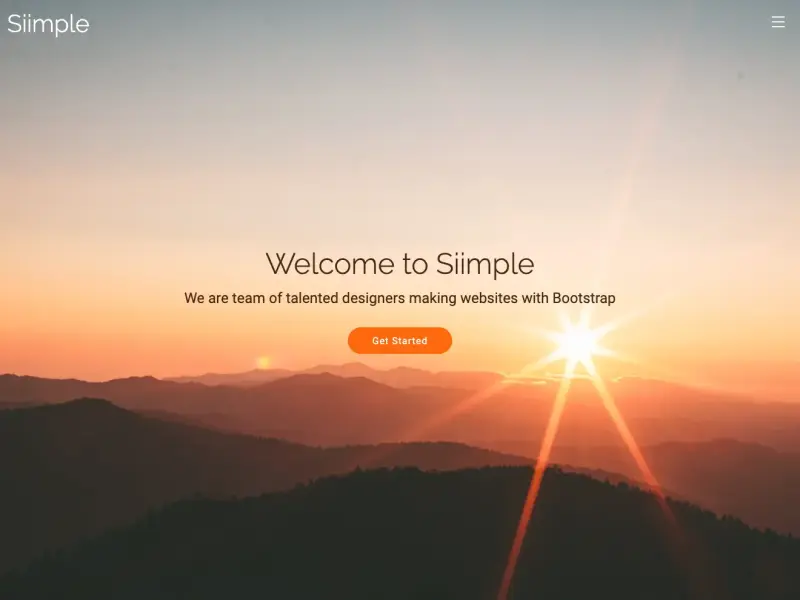 Siimple
Welcome to Siimple
We are team of talented designers making websites with Bootstrap
Get Started